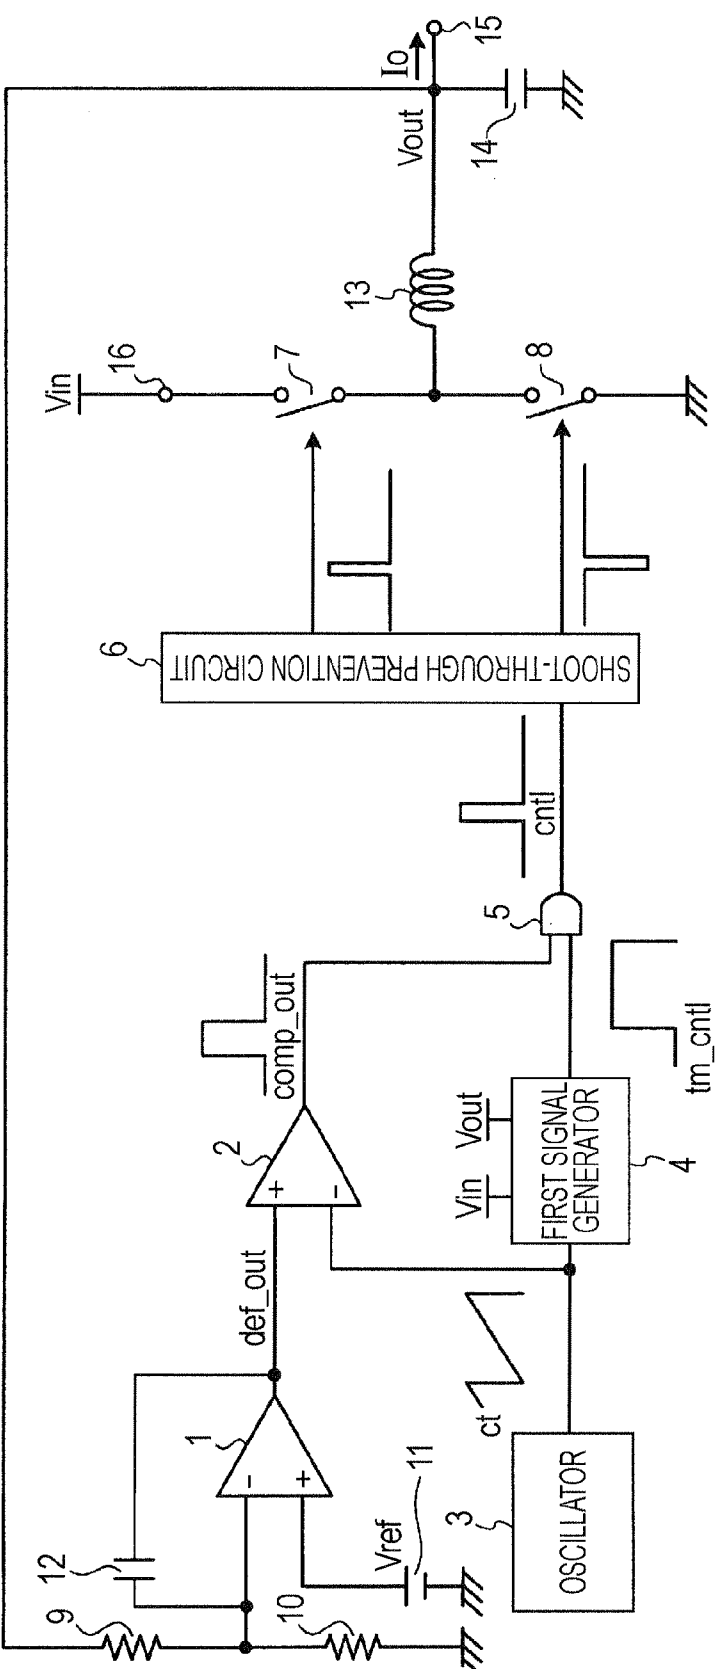 15
Io
Vout
14
13
Vin
16
7
8
6
SHOOT-THROUGH PREVENTION CIRCUIT
cntl
5
comp_out
tm_cntl
2
+
-
Vin
Vout
FIRST SIGNAL
GENERATOR
4
def_out
ct
1
-
+
12
9
10
Vref
11
3
OSCILLATOR